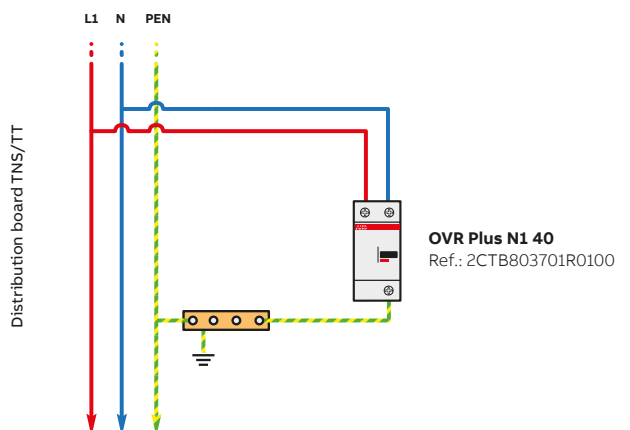 L1 N PEN
Distribution board TNS/TT
OVR Plus N1 40
Ref.: 2CTB803701R0100